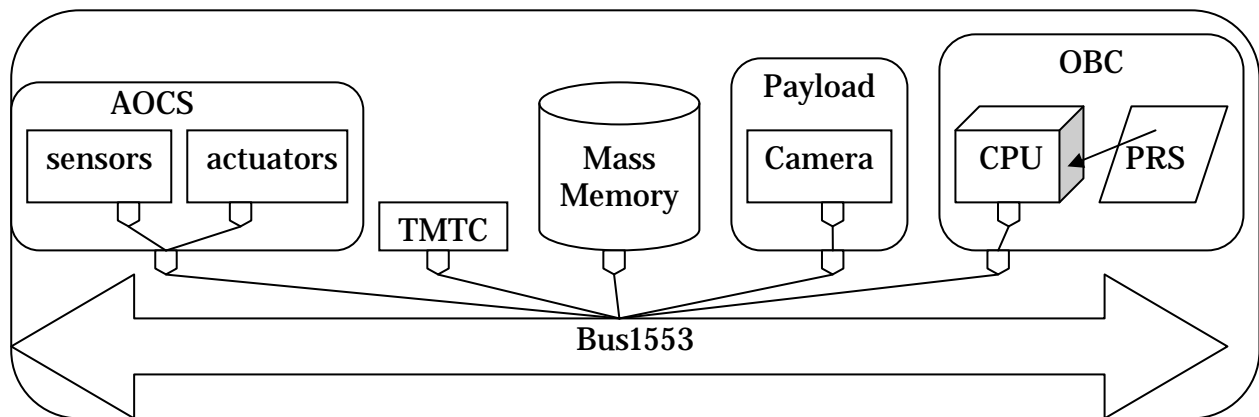 AOCS
sensors
actuators
TMTC
Mass
Memory
Payload
Camera
OBC
CPU
PRS
Bus1553